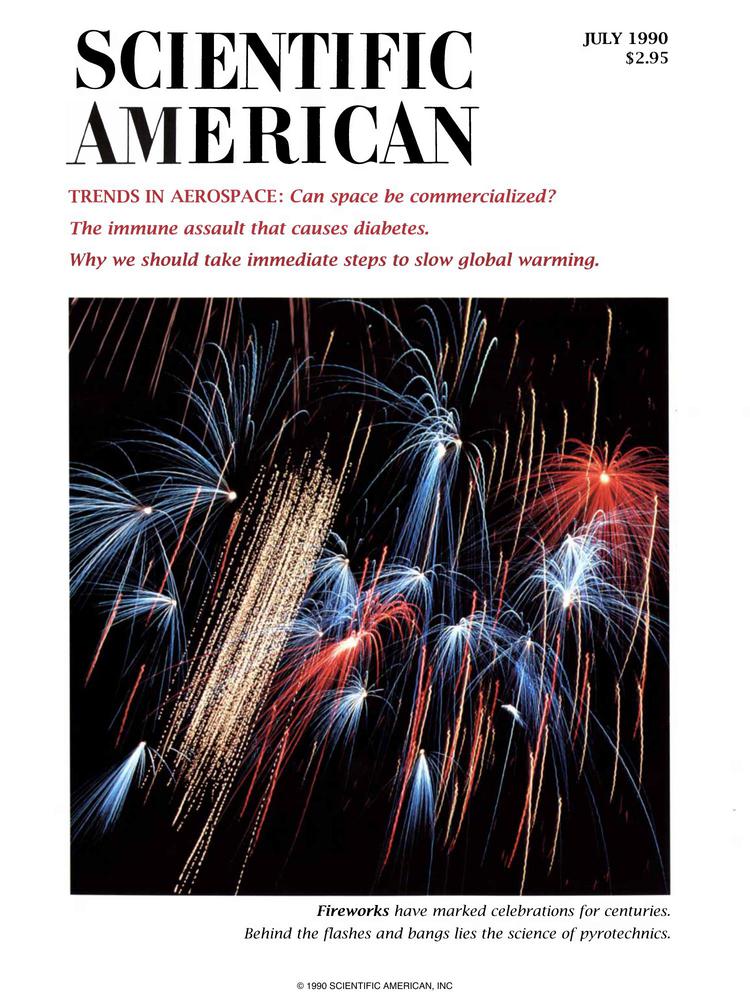 SCIENTIFIC
AMERICAN
JULY 1990
$2.95
TRENDS IN AEROSPACE: Can space be commercialized?
The immune assault that causes diabetes.
Why we should take immediate steps to slow global warming.
Fireworks have marked celebrations for centuries.
Behind the flashes and bangs lies the science of pyrotechnics.
© 1990 SCIENTIFIC AMERICAN, INC